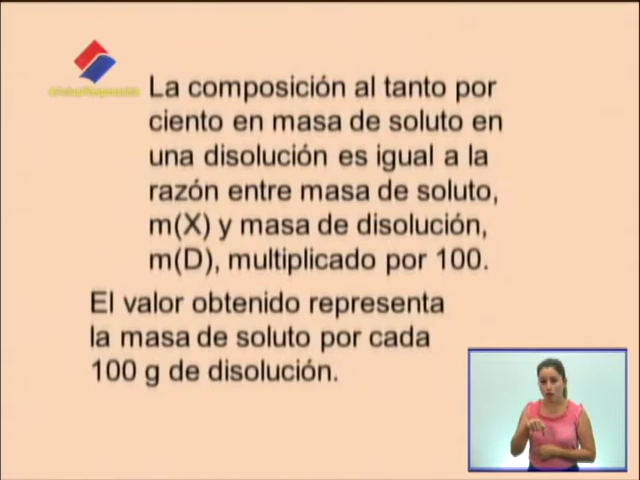 La composición al tanto por
ciento en masa de soluto en
una disolución es igual a la
razón entre masa de soluto,
m(X) y masa de disolución,
m(D), multiplicado por 100.
El valor obtenido representa
la masa de soluto por cada
100 g de disolución.